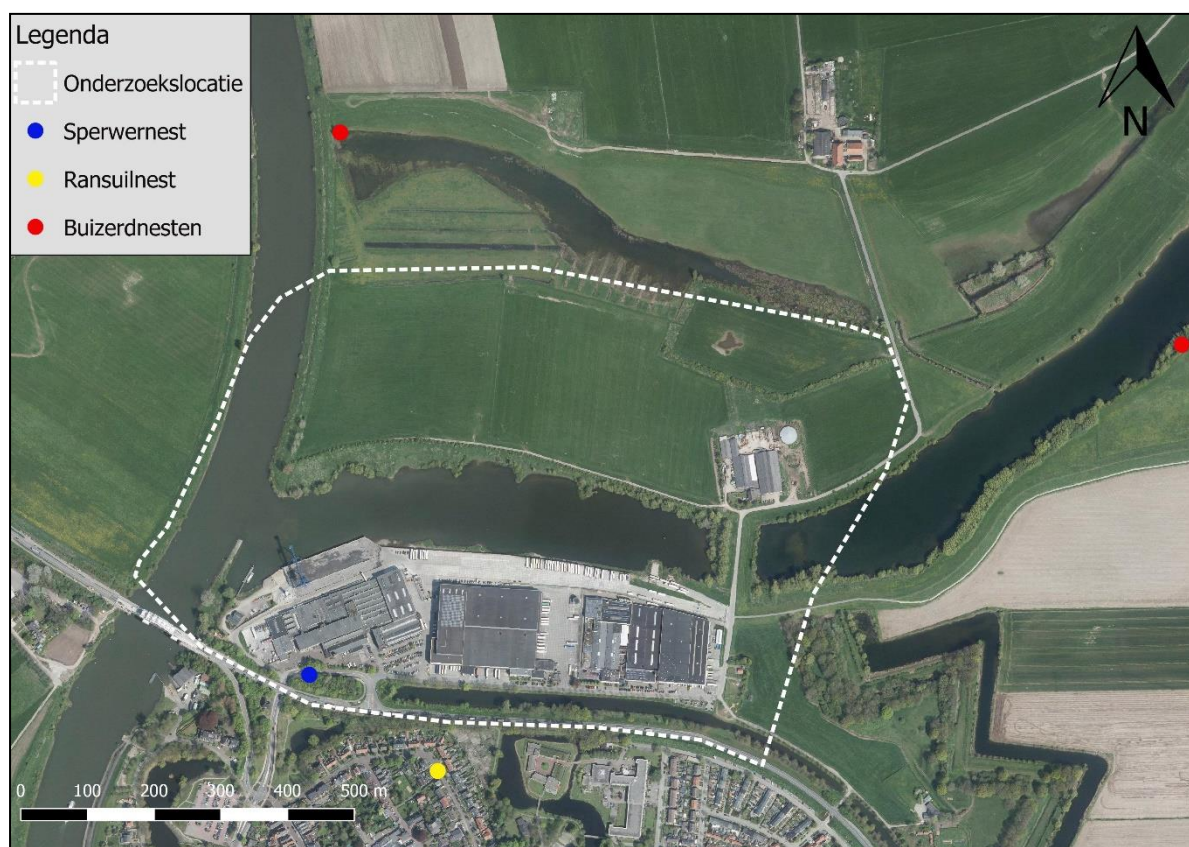 Legenda
Onderzoekslocatie
Sperwernest
Ransuilnest
Buizerdnesten
N
0 100 200 300 400 500 m